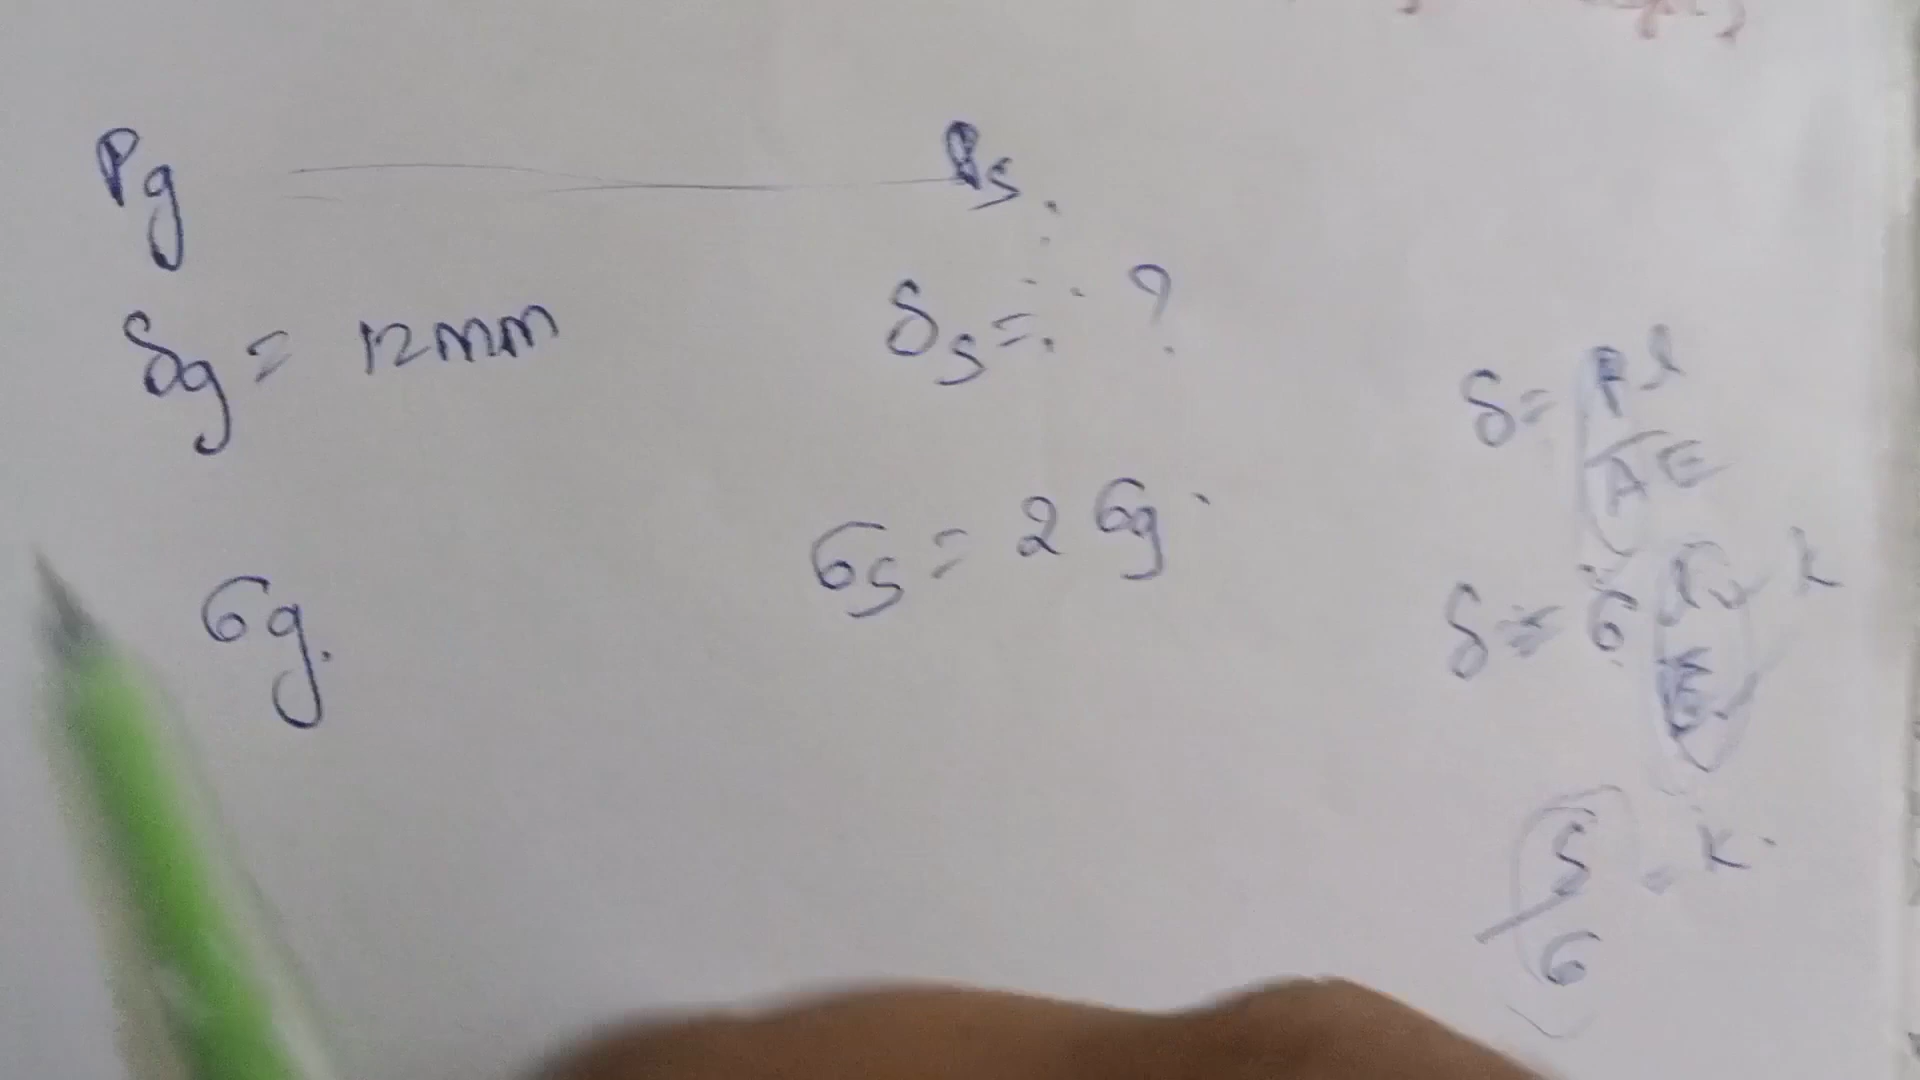 Pg Ps.
δg = 12mm
δs = ?
δ = Pl / AE
σs = 2 σg
σg.
δ = σ K
δ / σ = K.